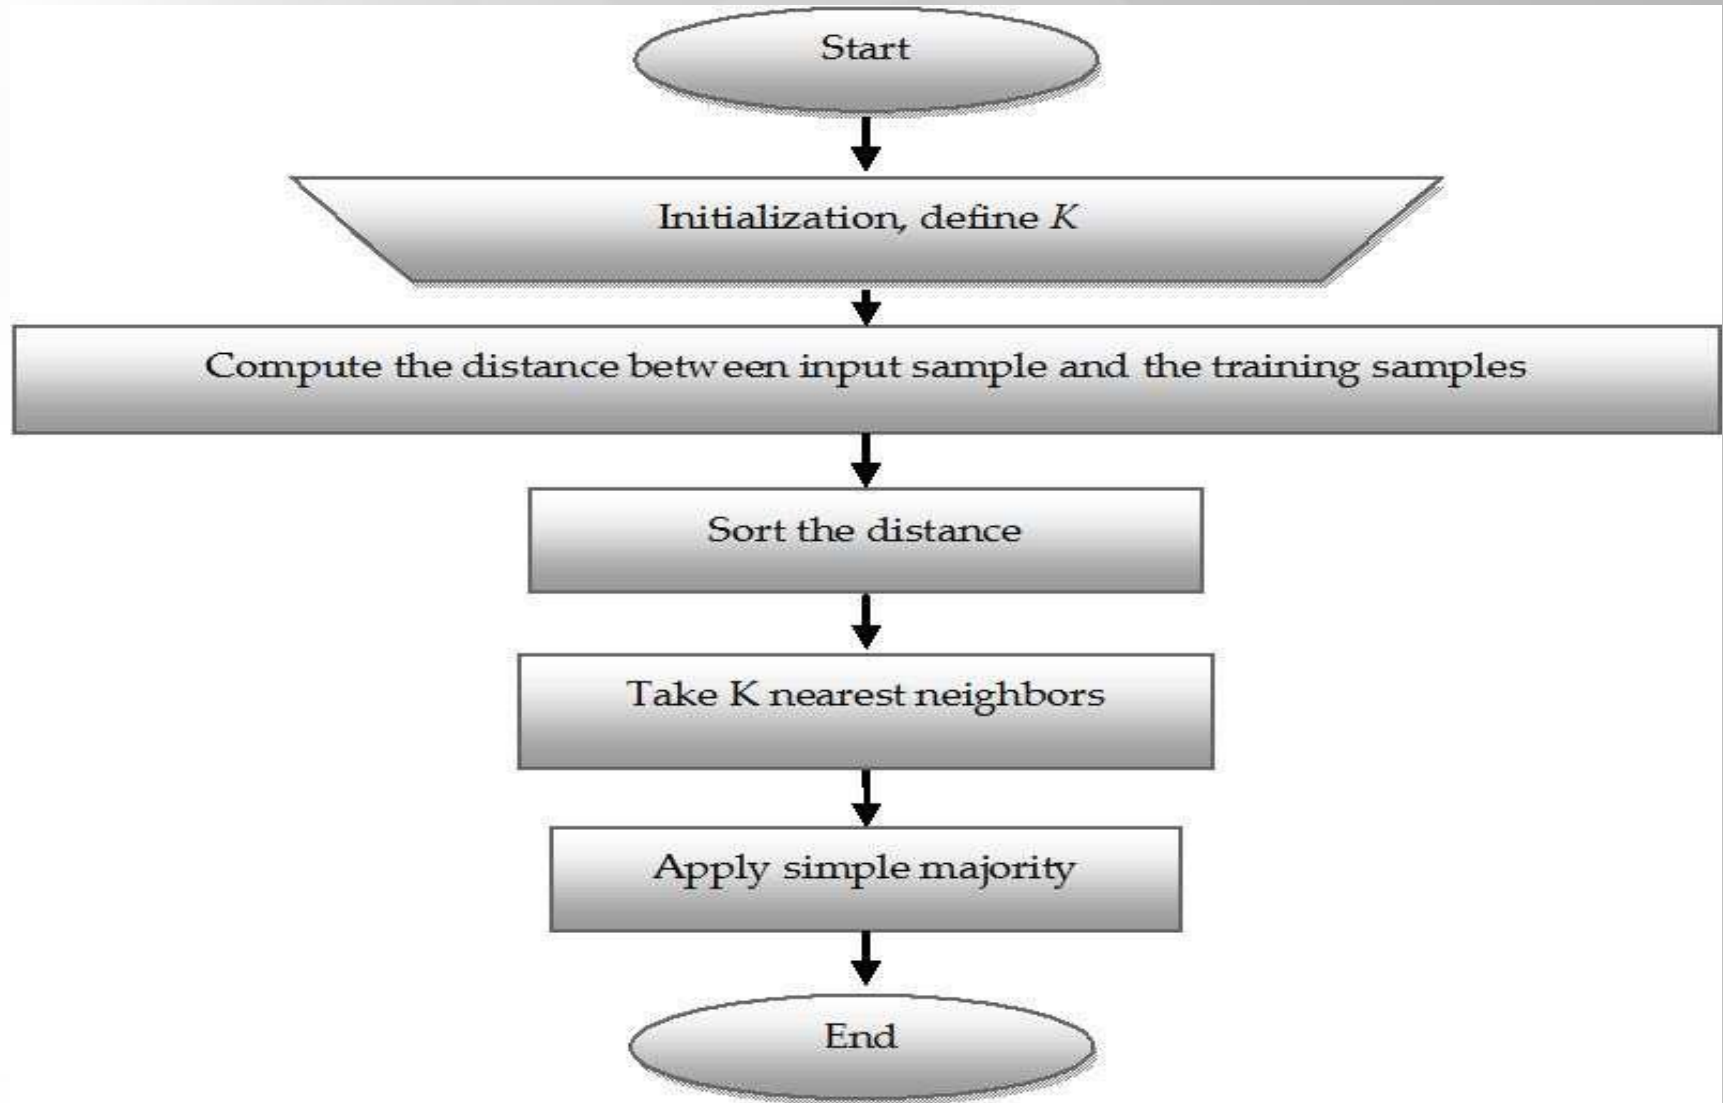 Start
Initialization, define K
Compute the distance between input sample and the training samples
Sort the distance
Take K nearest neighbors
Apply simple majority
End